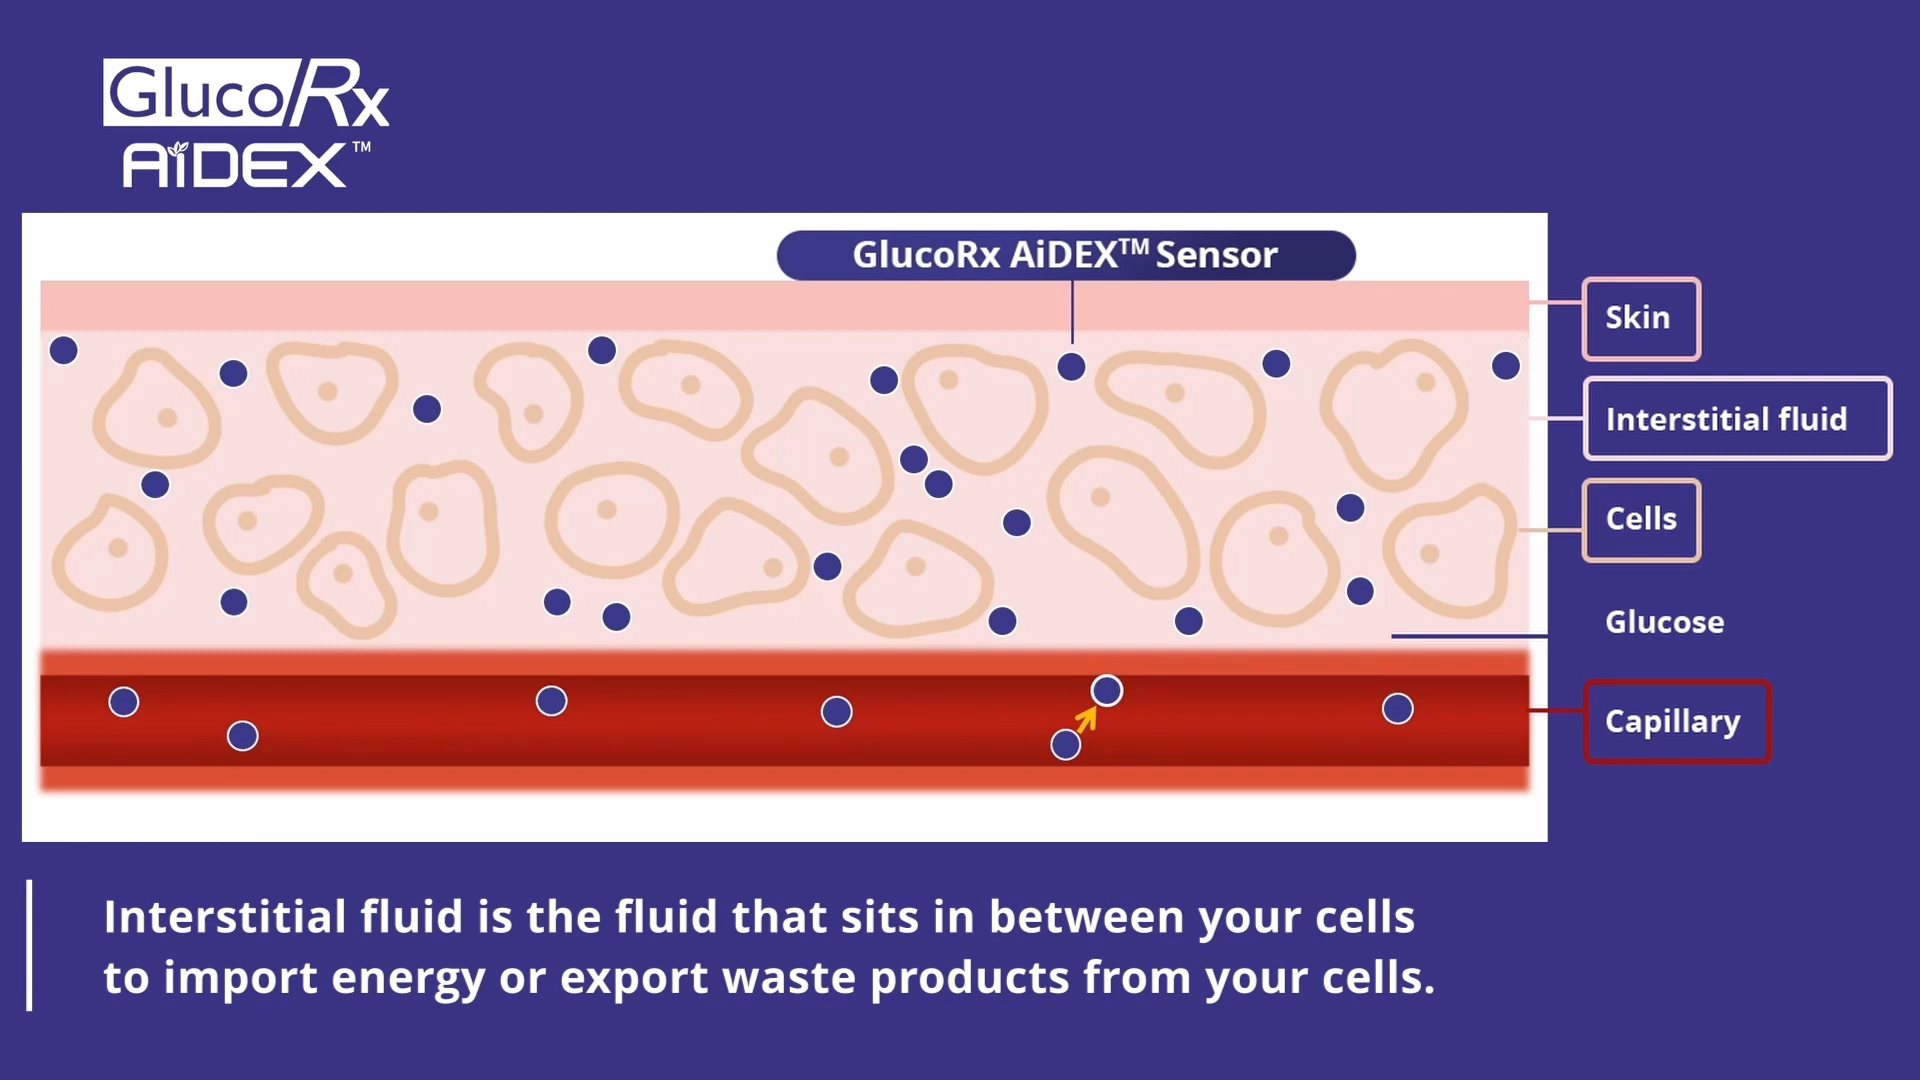 GlucoRx
AiDEX™
GlucoRx AiDEX™ Sensor
Skin
Interstitial fluid
Cells
Glucose
Capillary
Interstitial fluid is the fluid that sits in between your cells
to import energy or export waste products from your cells.